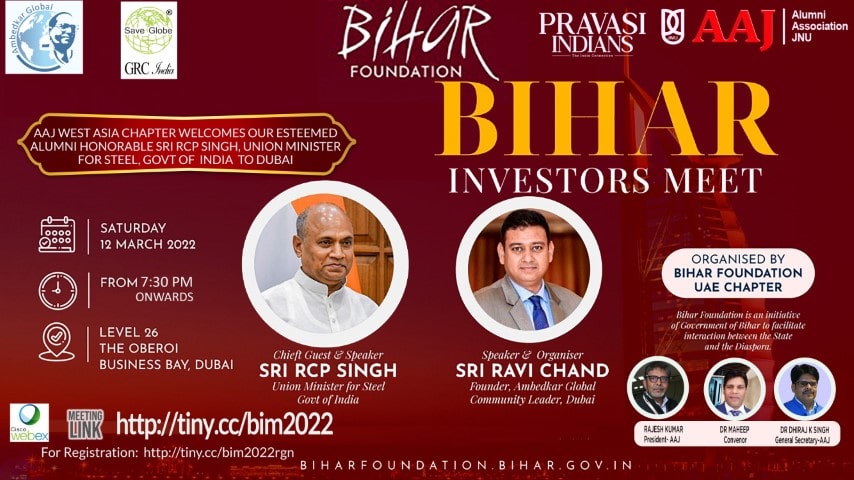 Ambedkar Global
Save Globe
GRC India
BIHAR
FOUNDATION
PRAVASI
INDIANS
AAJ
Alumni
Association
JNU
BIHAR
INVESTORS MEET
AAJ WEST ASIA CHAPTER WELCOMES OUR ESTEEMED
ALUMNI HONORABLE SRI RCP SINGH, UNION MINISTER
FOR STEEL, GOVT OF INDIA TO DUBAI
SATURDAY
12 MARCH 2022
FROM 7:30 PM
ONWARDS
LEVEL 26
THE OBEROI
BUSINESS BAY, DUBAI
Chieft Guest & Speaker
SRI RCP SINGH
Union Minister for Steel
Govt of India
Speaker & Organiser
SRI RAVI CHAND
Founder, Ambedkar Global
Community Leader, Dubai
ORGANISED BY
BIHAR FOUNDATION
UAE CHAPTER
Bihar Foundation is an initiative
of Government of Bihar to facilitate
interaction between the State
and the Diaspora.
RAJESH KUMAR
President- AAJ
DR MAHEEP
Convenor
DR DHIRAJ K SINGH
General Secretary-AAJ
Cisco
webex
MEETING
LINK
http://tiny.cc/bim2022
For Registration: http://tiny.cc/bim2022rgn
BIHARFOUNDATION.BIHAR.GOV.IN